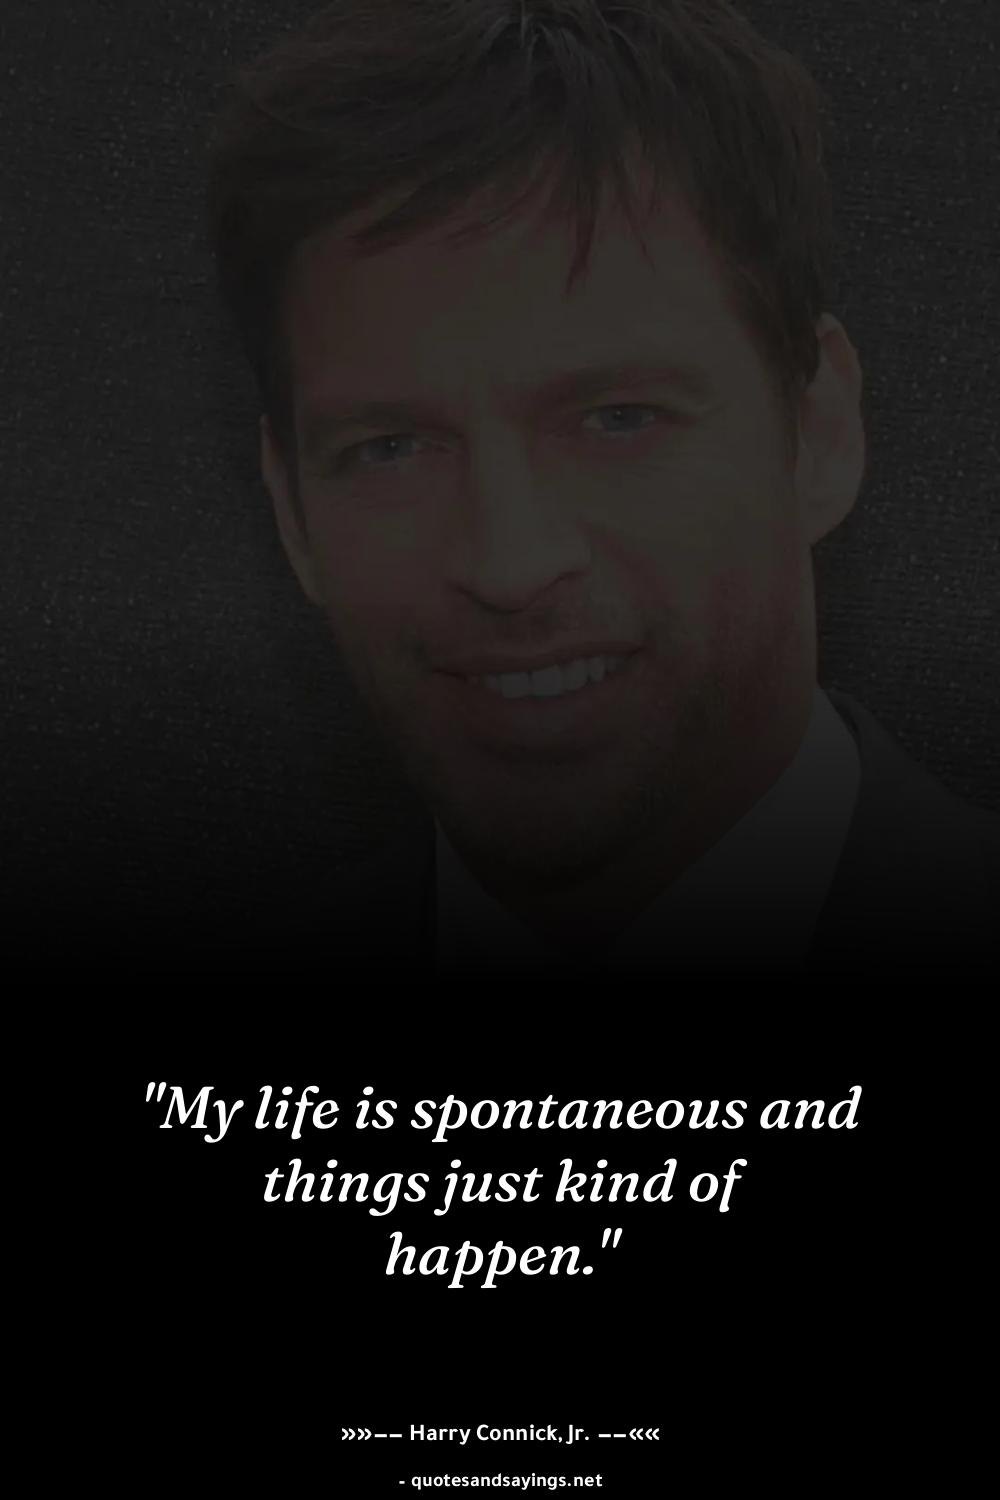 "My life is spontaneous and
things just kind of
happen."
»»−− Harry Connick, Jr. −−««
- quotesandsayings.net